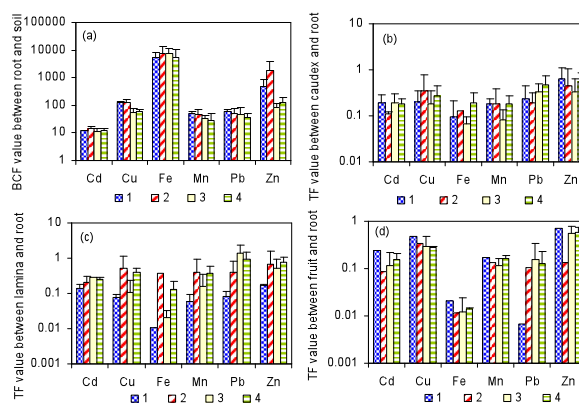 (a)
BCF value between root and soil
100000
10000
1000
100
10
1
Cd Cu Fe Mn Pb Zn
1 2 3 4
(b)
TF value between caudex and root
10
1
0.1
0.01
Cd Cu Fe Mn Pb Zn
1 2 3 4
(c)
TF value between lamina and root
10
1
0.1
0.01
0.001
Cd Cu Fe Mn Pb Zn
1 2 3 4
(d)
TF value between fruit and root
1
0.1
0.01
0.001
Cd Cu Fe Mn Pb Zn
1 2 3 4